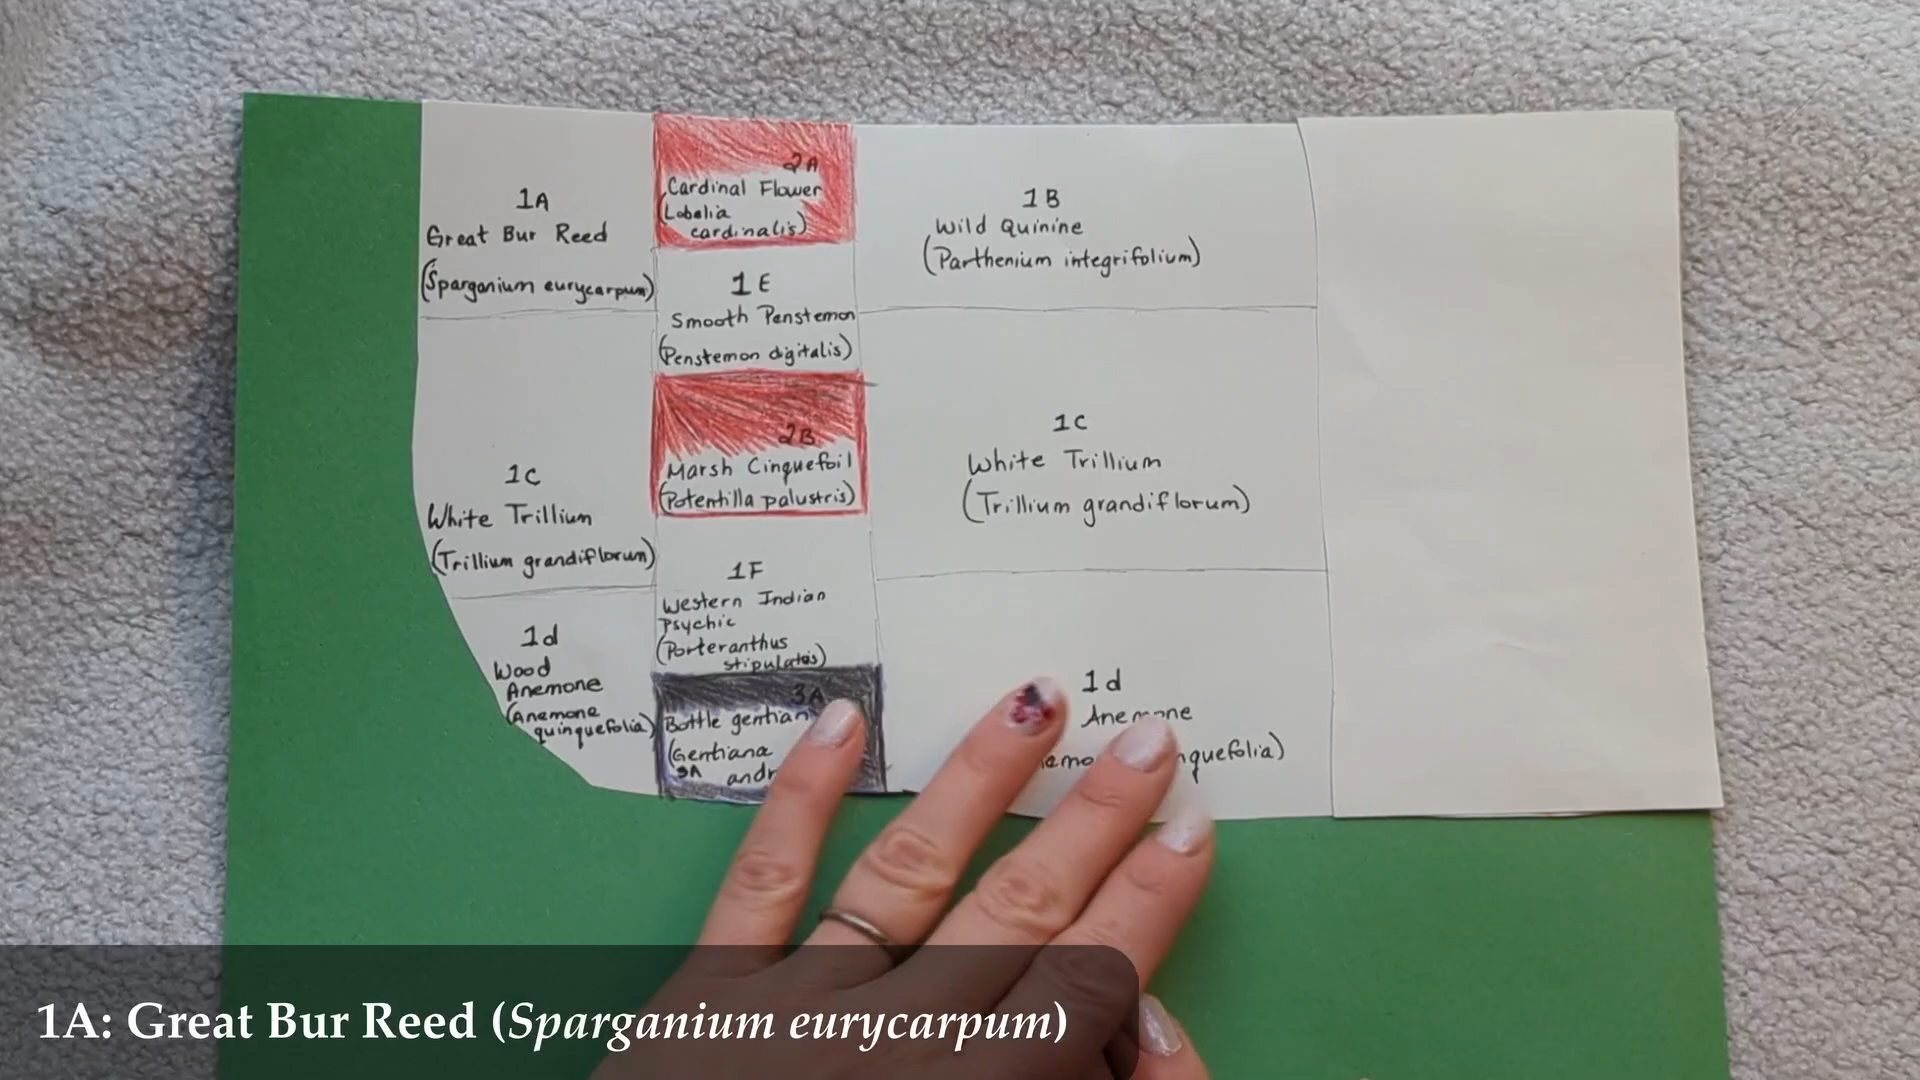 1A
Great Bur Reed
(Sparganium eurycarpum)
1C
White Trillium
(Trillium grandiflorum)
1d
Wood
Anemone
(Anemone
quinquefolia)
2A
Cardinal Flower
(Lobelia
cardinalis)
1E
Smooth Penstemon
(Penstemon digitalis)
2B
Marsh Cinquefoil
(Potentilla palustris)
1F
Western Indian
Psychic
(Porteranthus
stipulatus)
3A
Bottle gentian
(Gentiana
3A
1B
Wild Quinine
(Parthenium integrifolium)
1C
White Trillium
(Trillium grandiflorum)
1d
Anemone
1A: Great Bur Reed (Sparganium eurycarpum)